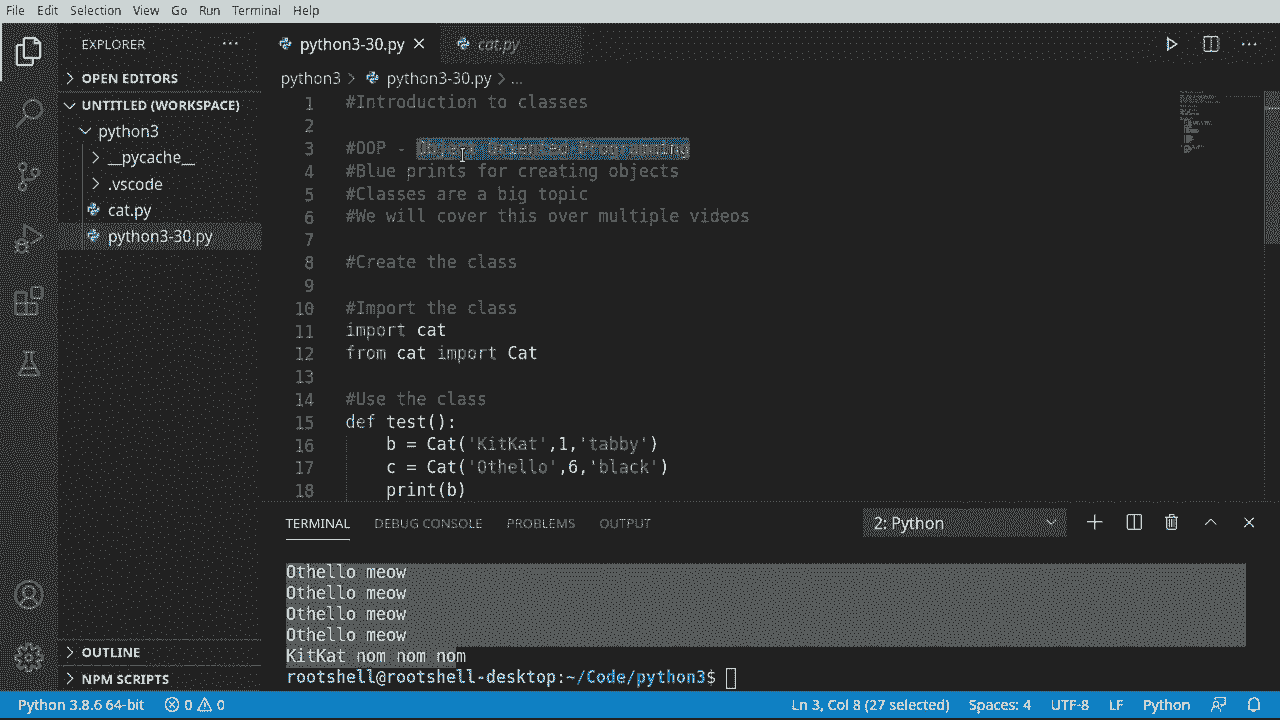 File Edit Selection View Go Run Terminal Help
EXPLORER ...
python3-30.py
cat.py
OPEN EDITORS
UNTITLED (WORKSPACE)
python3
__pycache__
.vscode
cat.py
python3-30.py
OUTLINE
NPM SCRIPTS
python3 > python3-30.py > ...
1 #Introduction to classes
2
3 #OOP - Object Oriented Programming
4 #Blue prints for creating objects
5 #Classes are a big topic
6 #We will cover this over multiple videos
7
8 #Create the class
9
10 #Import the class
11 import cat
12 from cat import Cat
13
14 #Use the class
15 def test():
16 b = Cat('KitKat',1,'tabby')
17 c = Cat('Othello',6,'black')
18 print(b)
TERMINAL DEBUG CONSOLE PROBLEMS OUTPUT 2: Python
Othello meow
Othello meow
Othello meow
Othello meow
KitKat nom nom nom
rootshell@rootshell-desktop:~/Code/python3$
Python 3.8.6 64-bit 0 0 Ln 3, Col 8 (27 selected) Spaces: 4 UTF-8 LF Python